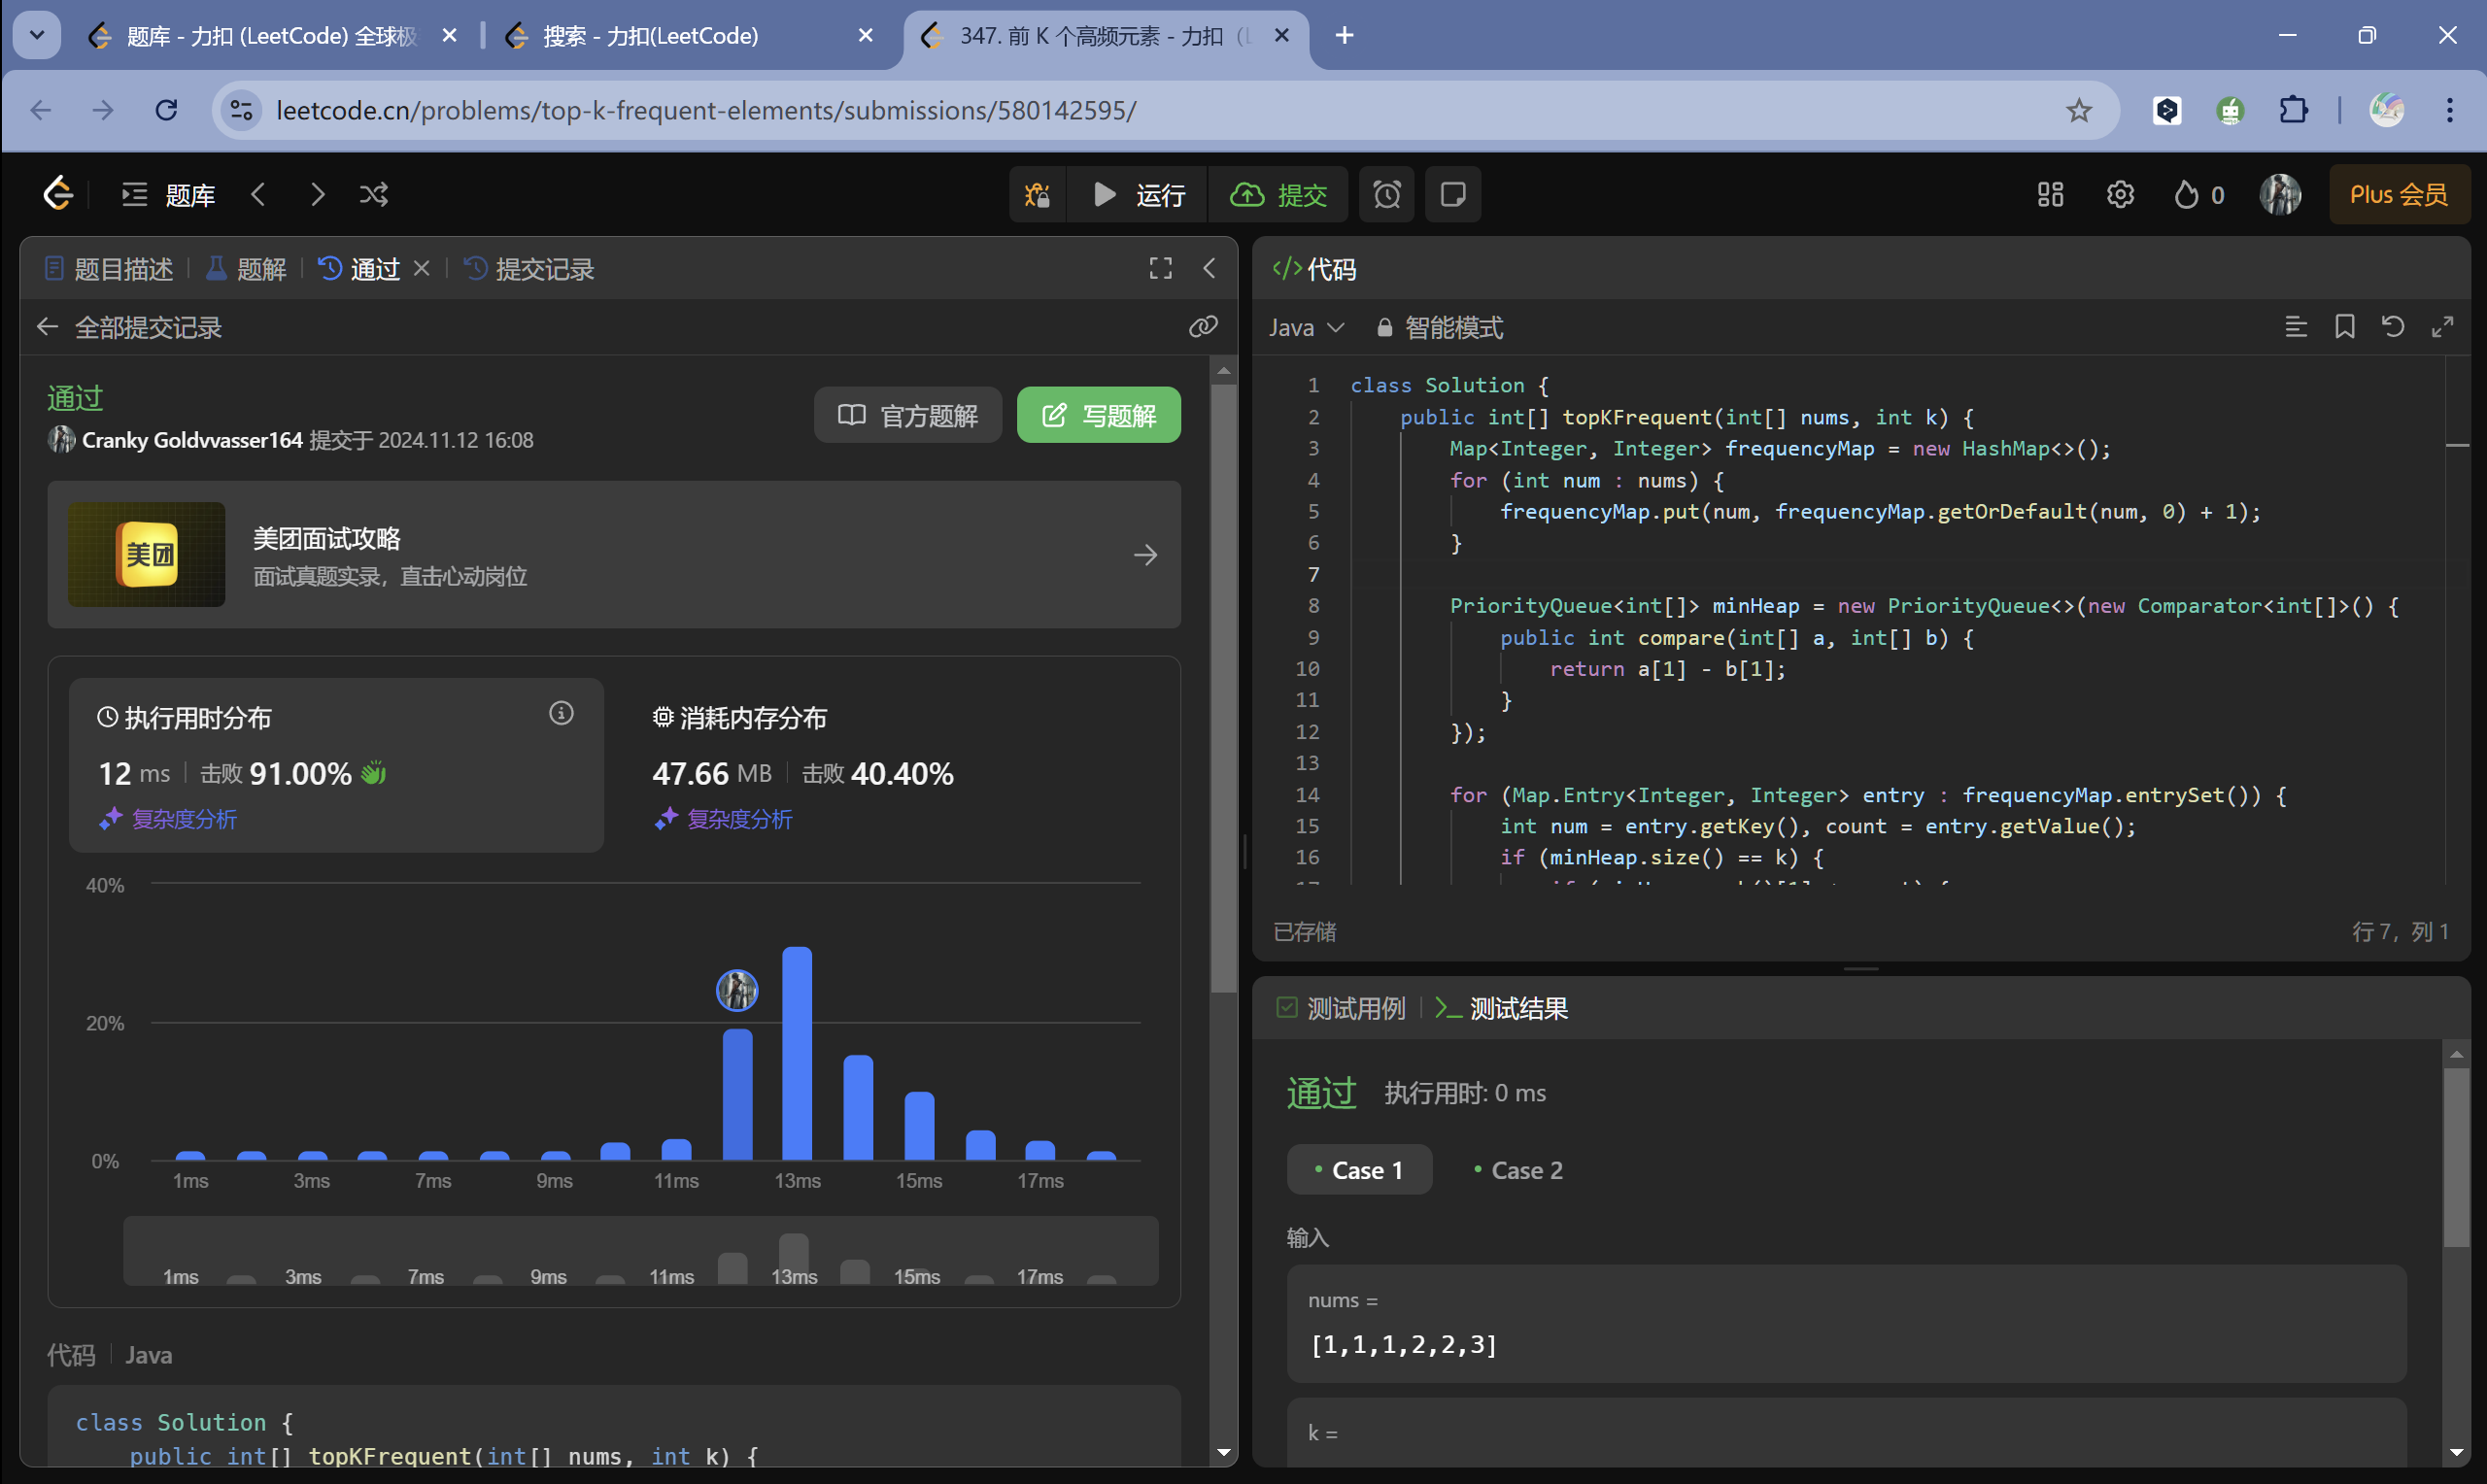 题库 - 力扣 (LeetCode) 全球极
搜索 - 力扣(LeetCode)
347. 前 K 个高频元素 - 力扣（L
leetcode.cn/problems/top-k-frequent-elements/submissions/580142595/
题库
运行
提交
0
Plus 会员
题目描述
题解
通过
提交记录
全部提交记录
通过
官方题解
写题解
Cranky Goldvvasser164 提交于 2024.11.12 16:08
美团
美团面试攻略
面试真题实录，直击心动岗位
执行用时分布
12 ms
击败 91.00%
复杂度分析
消耗内存分布
47.66 MB
击败 40.40%
复杂度分析
40%
20%
0%
1ms 3ms 7ms 9ms 11ms 13ms 15ms 17ms
1ms 3ms 7ms 9ms 11ms 13ms 15ms 17ms
代码
Java
class Solution {
public int[] topKFrequent(int[] nums, int k) {
</> 代码
Java
智能模式
1 class Solution {
2 public int[] topKFrequent(int[] nums, int k) {
3 Map<Integer, Integer> frequencyMap = new HashMap<>();
4 for (int num : nums) {
5 frequencyMap.put(num, frequencyMap.getOrDefault(num, 0) + 1);
6 }
7
8 PriorityQueue<int[]> minHeap = new PriorityQueue<>(new Comparator<int[]>() {
9 public int compare(int[] a, int[] b) {
10 return a[1] - b[1];
11 }
12 });
13
14 for (Map.Entry<Integer, Integer> entry : frequencyMap.entrySet()) {
15 int num = entry.getKey(), count = entry.getValue();
16 if (minHeap.size() == k) {
已存储
行 7，列 1
测试用例
测试结果
通过
执行用时: 0 ms
Case 1
Case 2
输入
nums =
[1,1,1,2,2,3]
k =